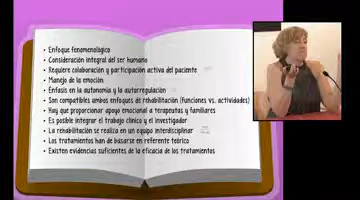 Enfoque fenomenológico
Consideración integral del ser humano
Requiere colaboración y participación activa del paciente
Manejo de la emoción
Énfasis en la autonomía y la autorregulación
Son compatibles ambos enfoques de rehabilitación (funciones vs. actividades)
Hay que proporcionar apoyo emocional a terapeutas y familiares
Es posible integrar el trabajo clínico y el investigador
La rehabilitación se realiza en un equipo interdisciplinar
Los tratamientos han de basarse en referente teórico
Existen evidencias suficientes de la eficacia de los tratamientos